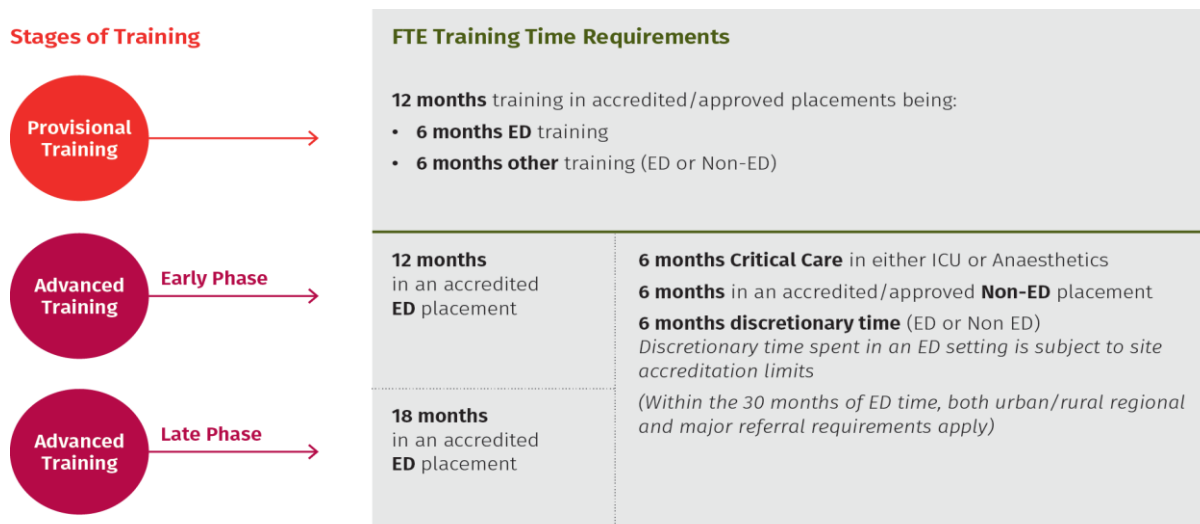 Stages of Training
FTE Training Time Requirements
Provisional
Training
12 months training in accredited/approved placements being:
• 6 months ED training
• 6 months other training (ED or Non-ED)
Advanced
Training
Early Phase
12 months
in an accredited
ED placement
6 months Critical Care in either ICU or Anaesthetics
6 months in an accredited/approved Non-ED placement
6 months discretionary time (ED or Non ED)
Discretionary time spent in an ED setting is subject to site
accreditation limits
(Within the 30 months of ED time, both urban/rural regional
and major referral requirements apply)
Advanced
Training
Late Phase
18 months
in an accredited
ED placement